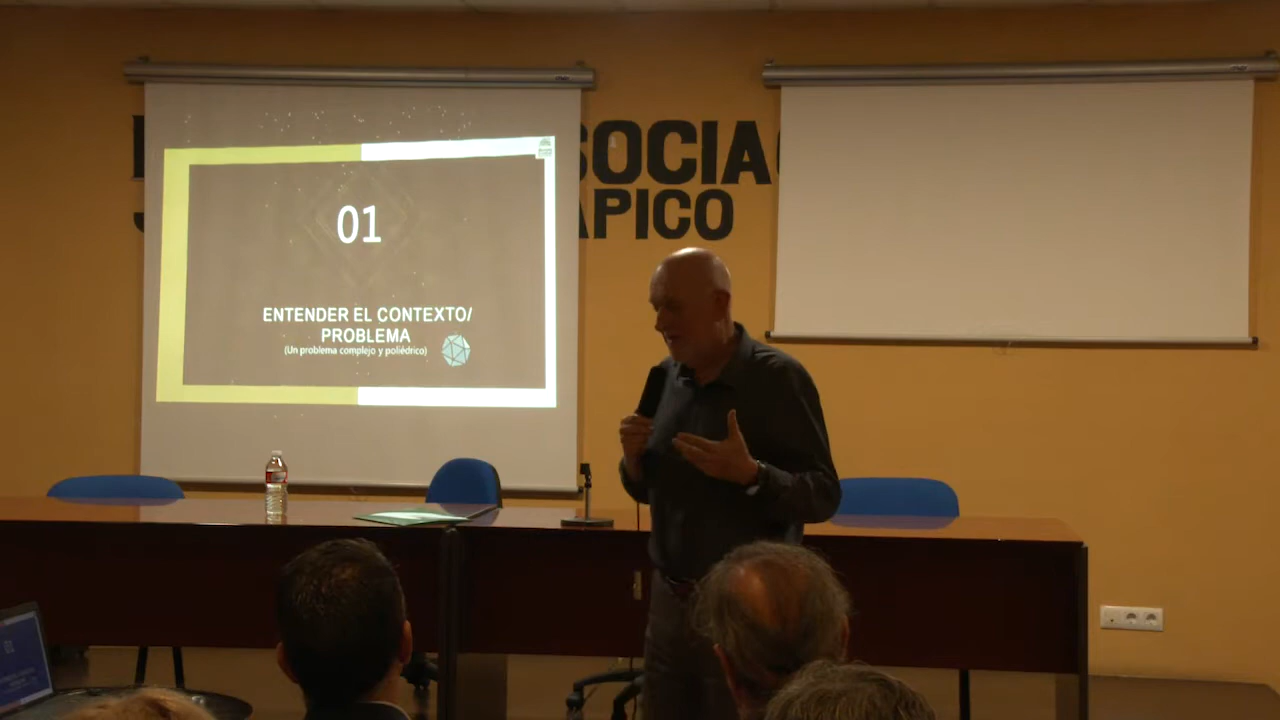 SOCIA
APICO
01
ENTENDER EL CONTEXTO/
PROBLEMA
(Un problema complejo y poliédrico)